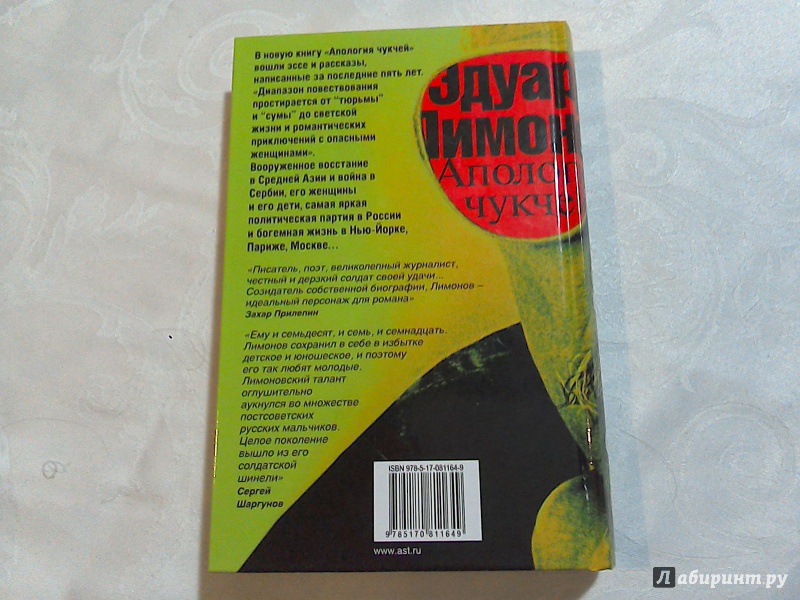 В новую книгу «Апология чукчей»
вошли эссе и рассказы,
написанные за последние пять лет.
«Диапазон повествования
простирается от "тюрьмы"
и "сумы" до светской
жизни и романтических
приключений с опасными
женщинами».
Вооруженное восстание
в Средней Азии и война в
Сербии, его женщины
и его дети, самая яркая
политическая партия в России
и богемная жизнь в Нью-Йорке,
Париже, Москве...
«Писатель, поэт, великолепный журналист,
честный и дерзкий солдат своей удачи...
Созидатель собственной биографии, Лимонов –
идеальный персонаж для романа»
Захар Прилепин
«Ему и семьдесят, и семь, и семнадцать.
Лимонов сохранил в себе в избытке
детское и юношеское, и поэтому
его так любят молодые.
Лимоновский талант
оглушительно
аукнулся во множестве
постсоветских
русских мальчиков.
Целое поколение
вышло из его
солдатской
шинели»
Сергей
Шаргунов
Эдуар
Лимон
Аполог
чукче
ISBN 978-5-17-081164-9
9 785170 811649
www.ast.ru
Лабиринт.ру